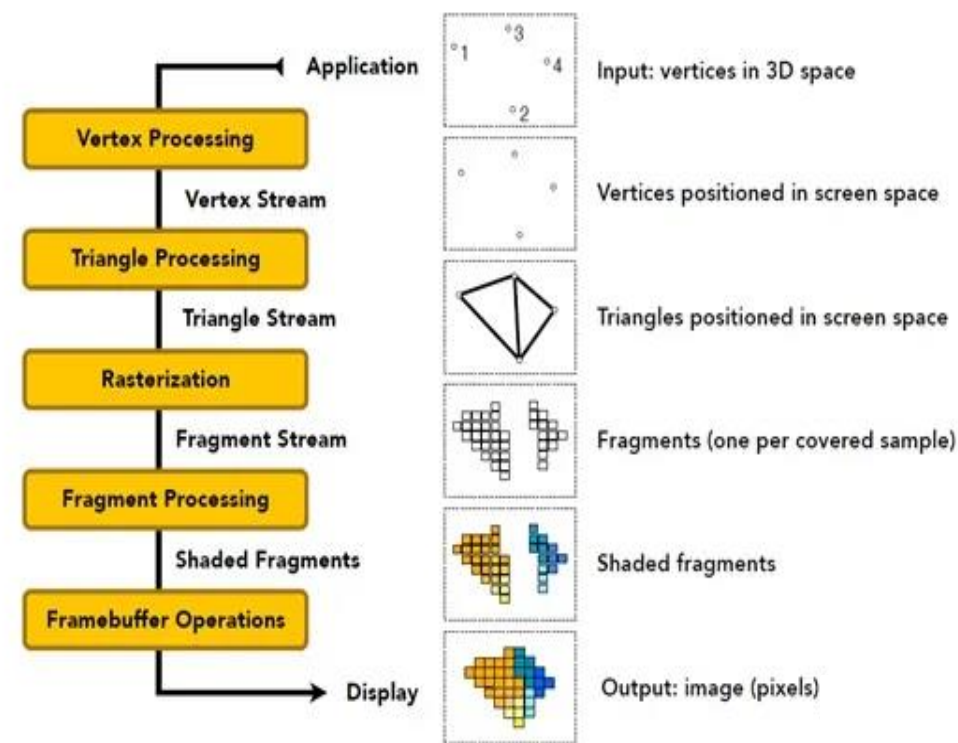 Application
1
3
4
2
Input: vertices in 3D space
Vertex Processing
Vertex Stream
Vertices positioned in screen space
Triangle Processing
Triangle Stream
Triangles positioned in screen space
Rasterization
Fragment Stream
Fragments (one per covered sample)
Fragment Processing
Shaded Fragments
Shaded fragments
Framebuffer Operations
Display
Output: image (pixels)